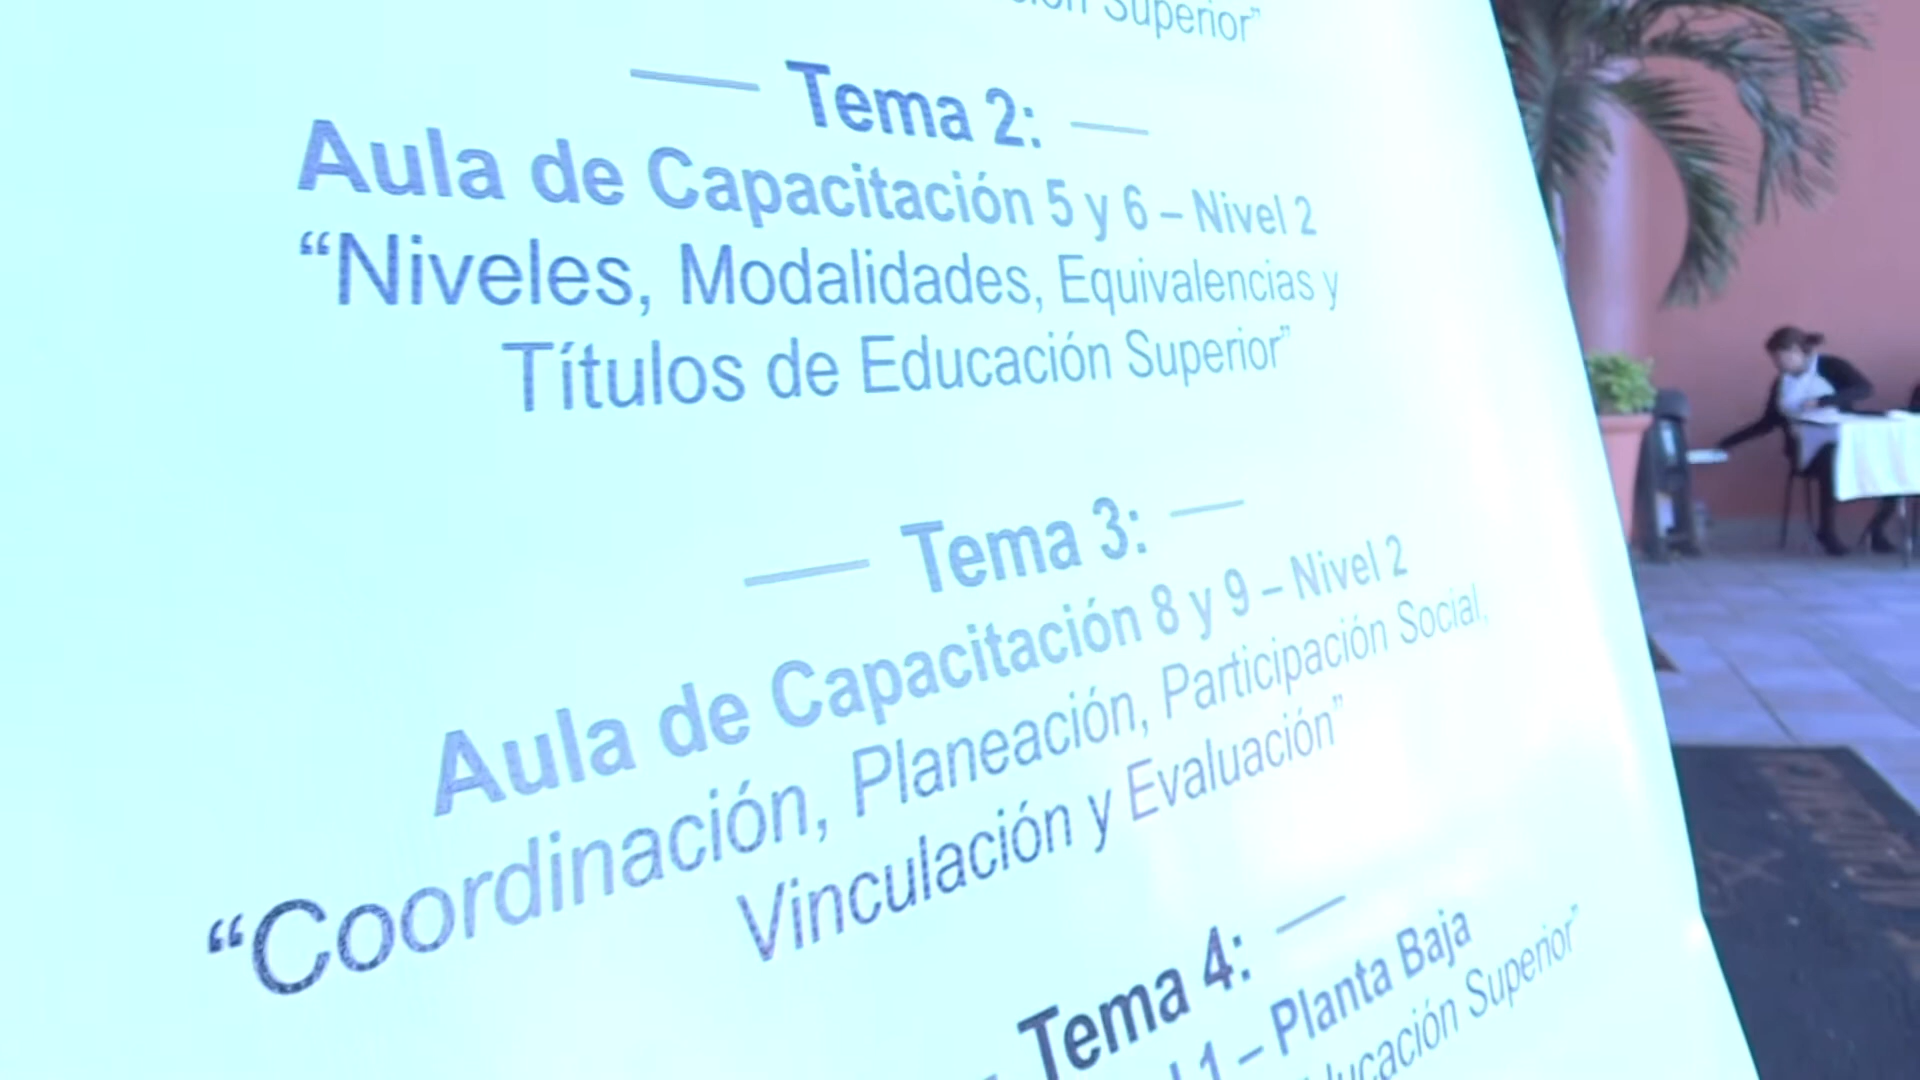 Superior”
Tema 2:
Aula de Capacitación 5 y 6 – Nivel 2
“Niveles, Modalidades, Equivalencias y
Títulos de Educación Superior”
Tema 3:
Aula de Capacitación 8 y 9 – Nivel 2
“Coordinación, Planeación, Participación Social,
Vinculación y Evaluación”
Tema 4:
1 – Planta Baja
Superior”